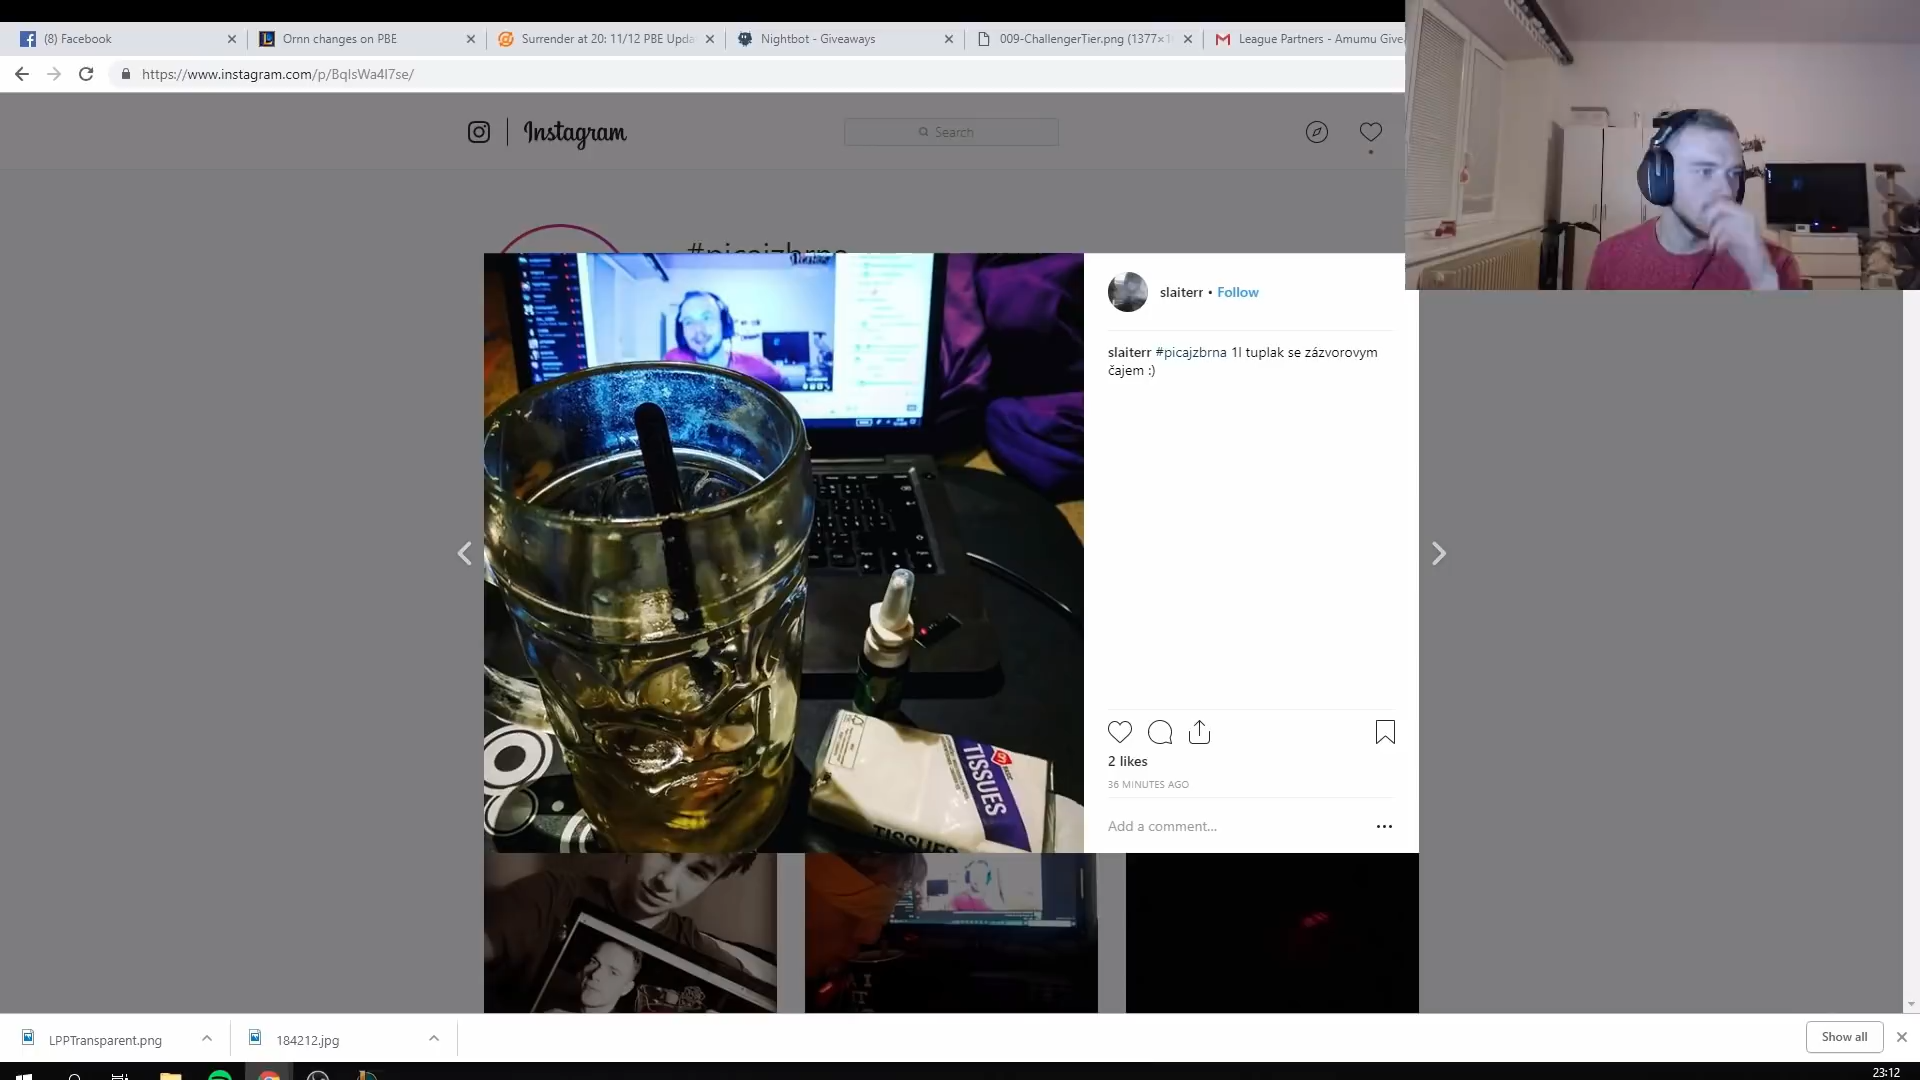 (8) Facebook
Ornn changes on PBE
Surrender at 20: 11/12 PBE Upda
Nightbot - Giveaways
009-ChallengerTier.png (1377×1
League Partners - Amumu Give
https://www.instagram.com/p/BqlsWa4l7se/
Instagram
Search
#picajzbrna
slaiterr • Follow
slaiterr #picajzbrna 1l tuplak se zázvorovym
čajem :)
TISSUES
TISSUES
2 likes
36 MINUTES AGO
Add a comment...
LPPTransparent.png
184212.jpg
Show all
23:12